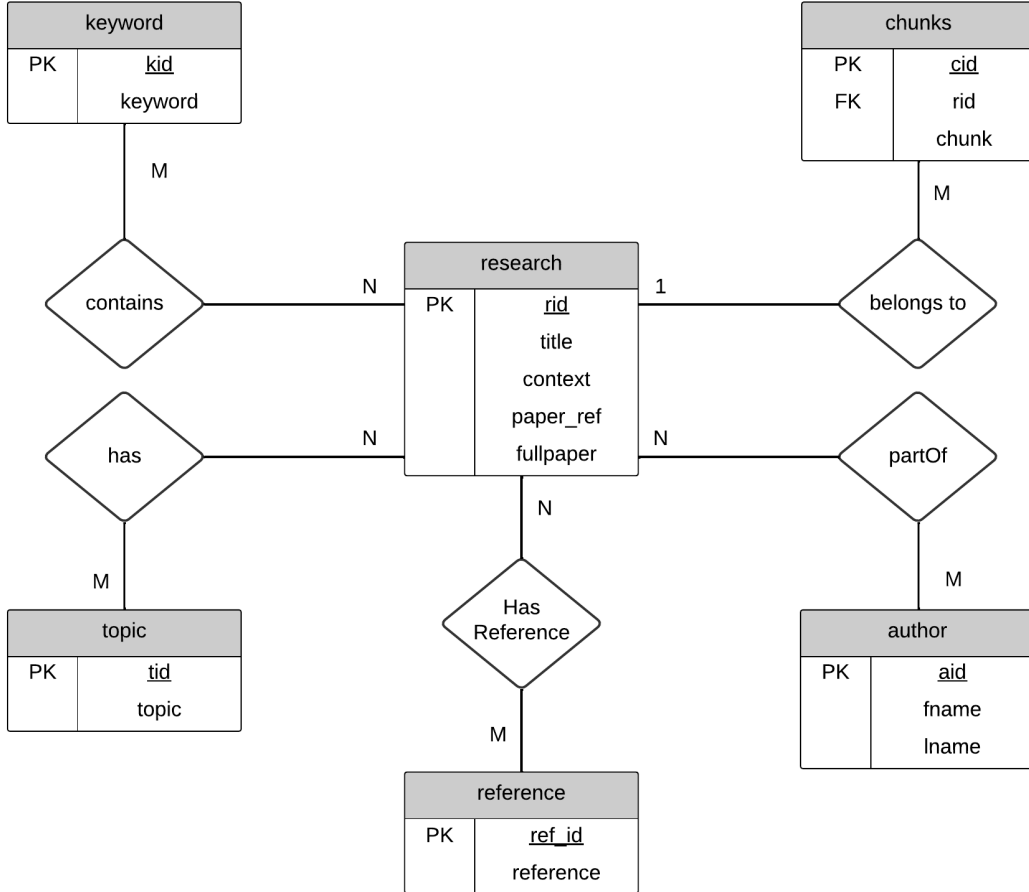 keyword
PK kid
keyword
M
contains
N
chunks
PK cid
FK rid
chunk
M
belongs to
1
research
PK rid
title
context
paper_ref
fullpaper
has
N
M
topic
PK tid
topic
N
Has
Reference
M
reference
PK ref_id
reference
N
partOf
M
author
PK aid
fname
lname